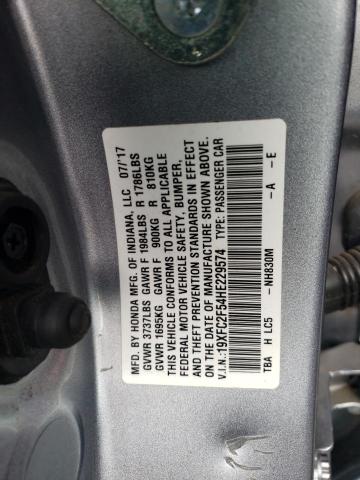 MFD. BY HONDA MFG. OF INDIANA, LLC 07/'17
GVWR 3737LBS GAWR F 1984LBS R 1786LBS
GVWR 1695KG GAWR F 900KG R 810KG
THIS VEHICLE CONFORMS TO ALL APPLICABLE
FEDERAL MOTOR VEHICLE SAFETY, BUMPER,
AND THEFT PREVENTION STANDARDS IN EFFECT
ON THE DATE OF MANUFACTURE SHOWN ABOVE.
V.I.N.:19XFC2F54HE229574 TYPE: PASSENGER CAR
TBA H LC5 -NH830M -A -E